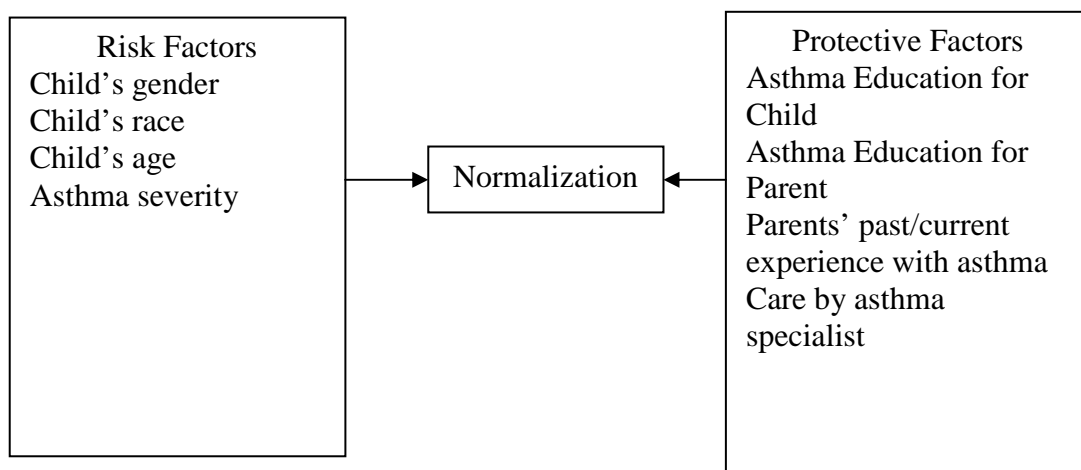 Risk Factors
Child’s gender
Child’s race
Child’s age
Asthma severity
Normalization
Protective Factors
Asthma Education for
Child
Asthma Education for
Parent
Parents’ past/current
experience with asthma
Care by asthma
specialist